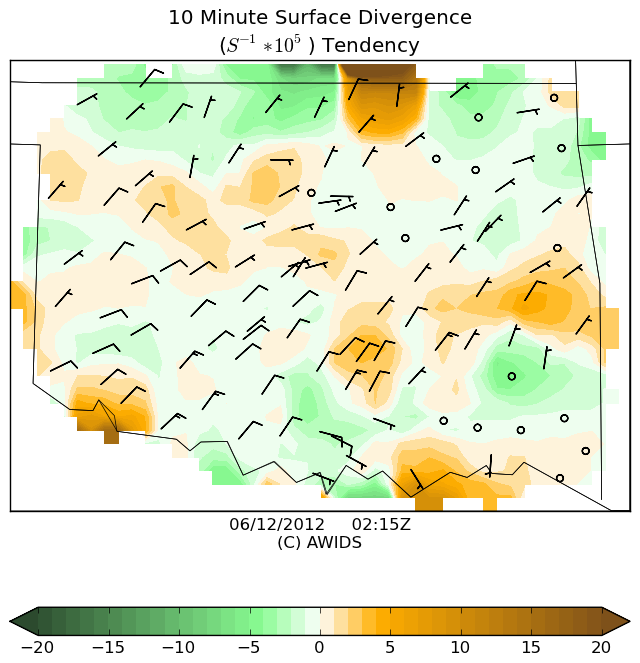 10 Minute Surface Divergence
(S⁻¹ ∗10⁵ ) Tendency
06/12/2012 02:15Z
(C) AWIDS
−20 −15 −10 −5 0 5 10 15 20